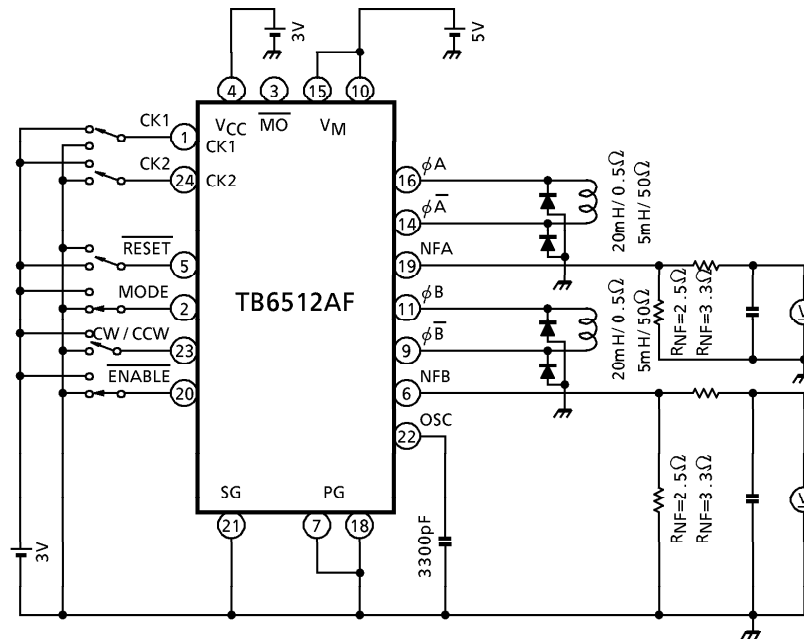 3V
5V
4
3
15
10
VCC
M̅O̅
VM
CK1
1
CK1
CK2
24
CK2
R̅E̅S̅E̅T̅
5
MODE
2
CW / CCW
23
E̅N̅A̅B̅L̅E̅
20
TB6512AF
16
ϕA
14
ϕA̅
19
NFA
11
ϕB
9
ϕB̅
6
NFB
22
OSC
20mH/ 0.5Ω
5mH/ 50Ω
RNF=2.5Ω
RNF=3.3Ω
V
20mH/ 0.5Ω
5mH/ 50Ω
RNF=2.5Ω
RNF=3.3Ω
V
SG
PG
21
7
18
3300pF
3V